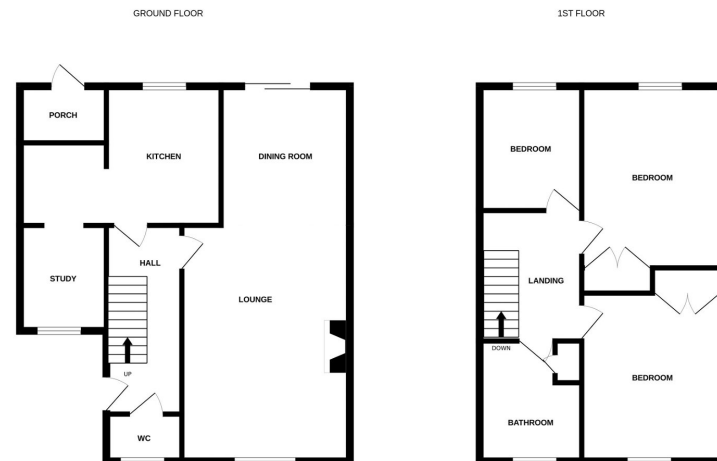 GROUND FLOOR
PORCH
KITCHEN
DINING ROOM
HALL
STUDY
LOUNGE
UP
WC
1ST FLOOR
BEDROOM
BEDROOM
LANDING
DOWN
BEDROOM
BATHROOM